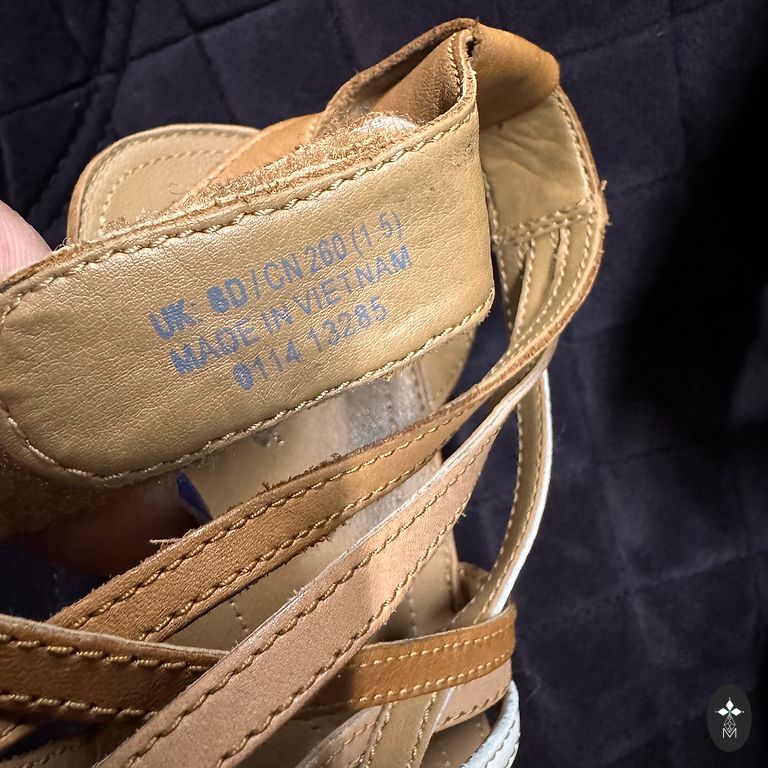 UK: 8D / CN 260 (1.5)
MADE IN VIETNAM
0114 13285
M